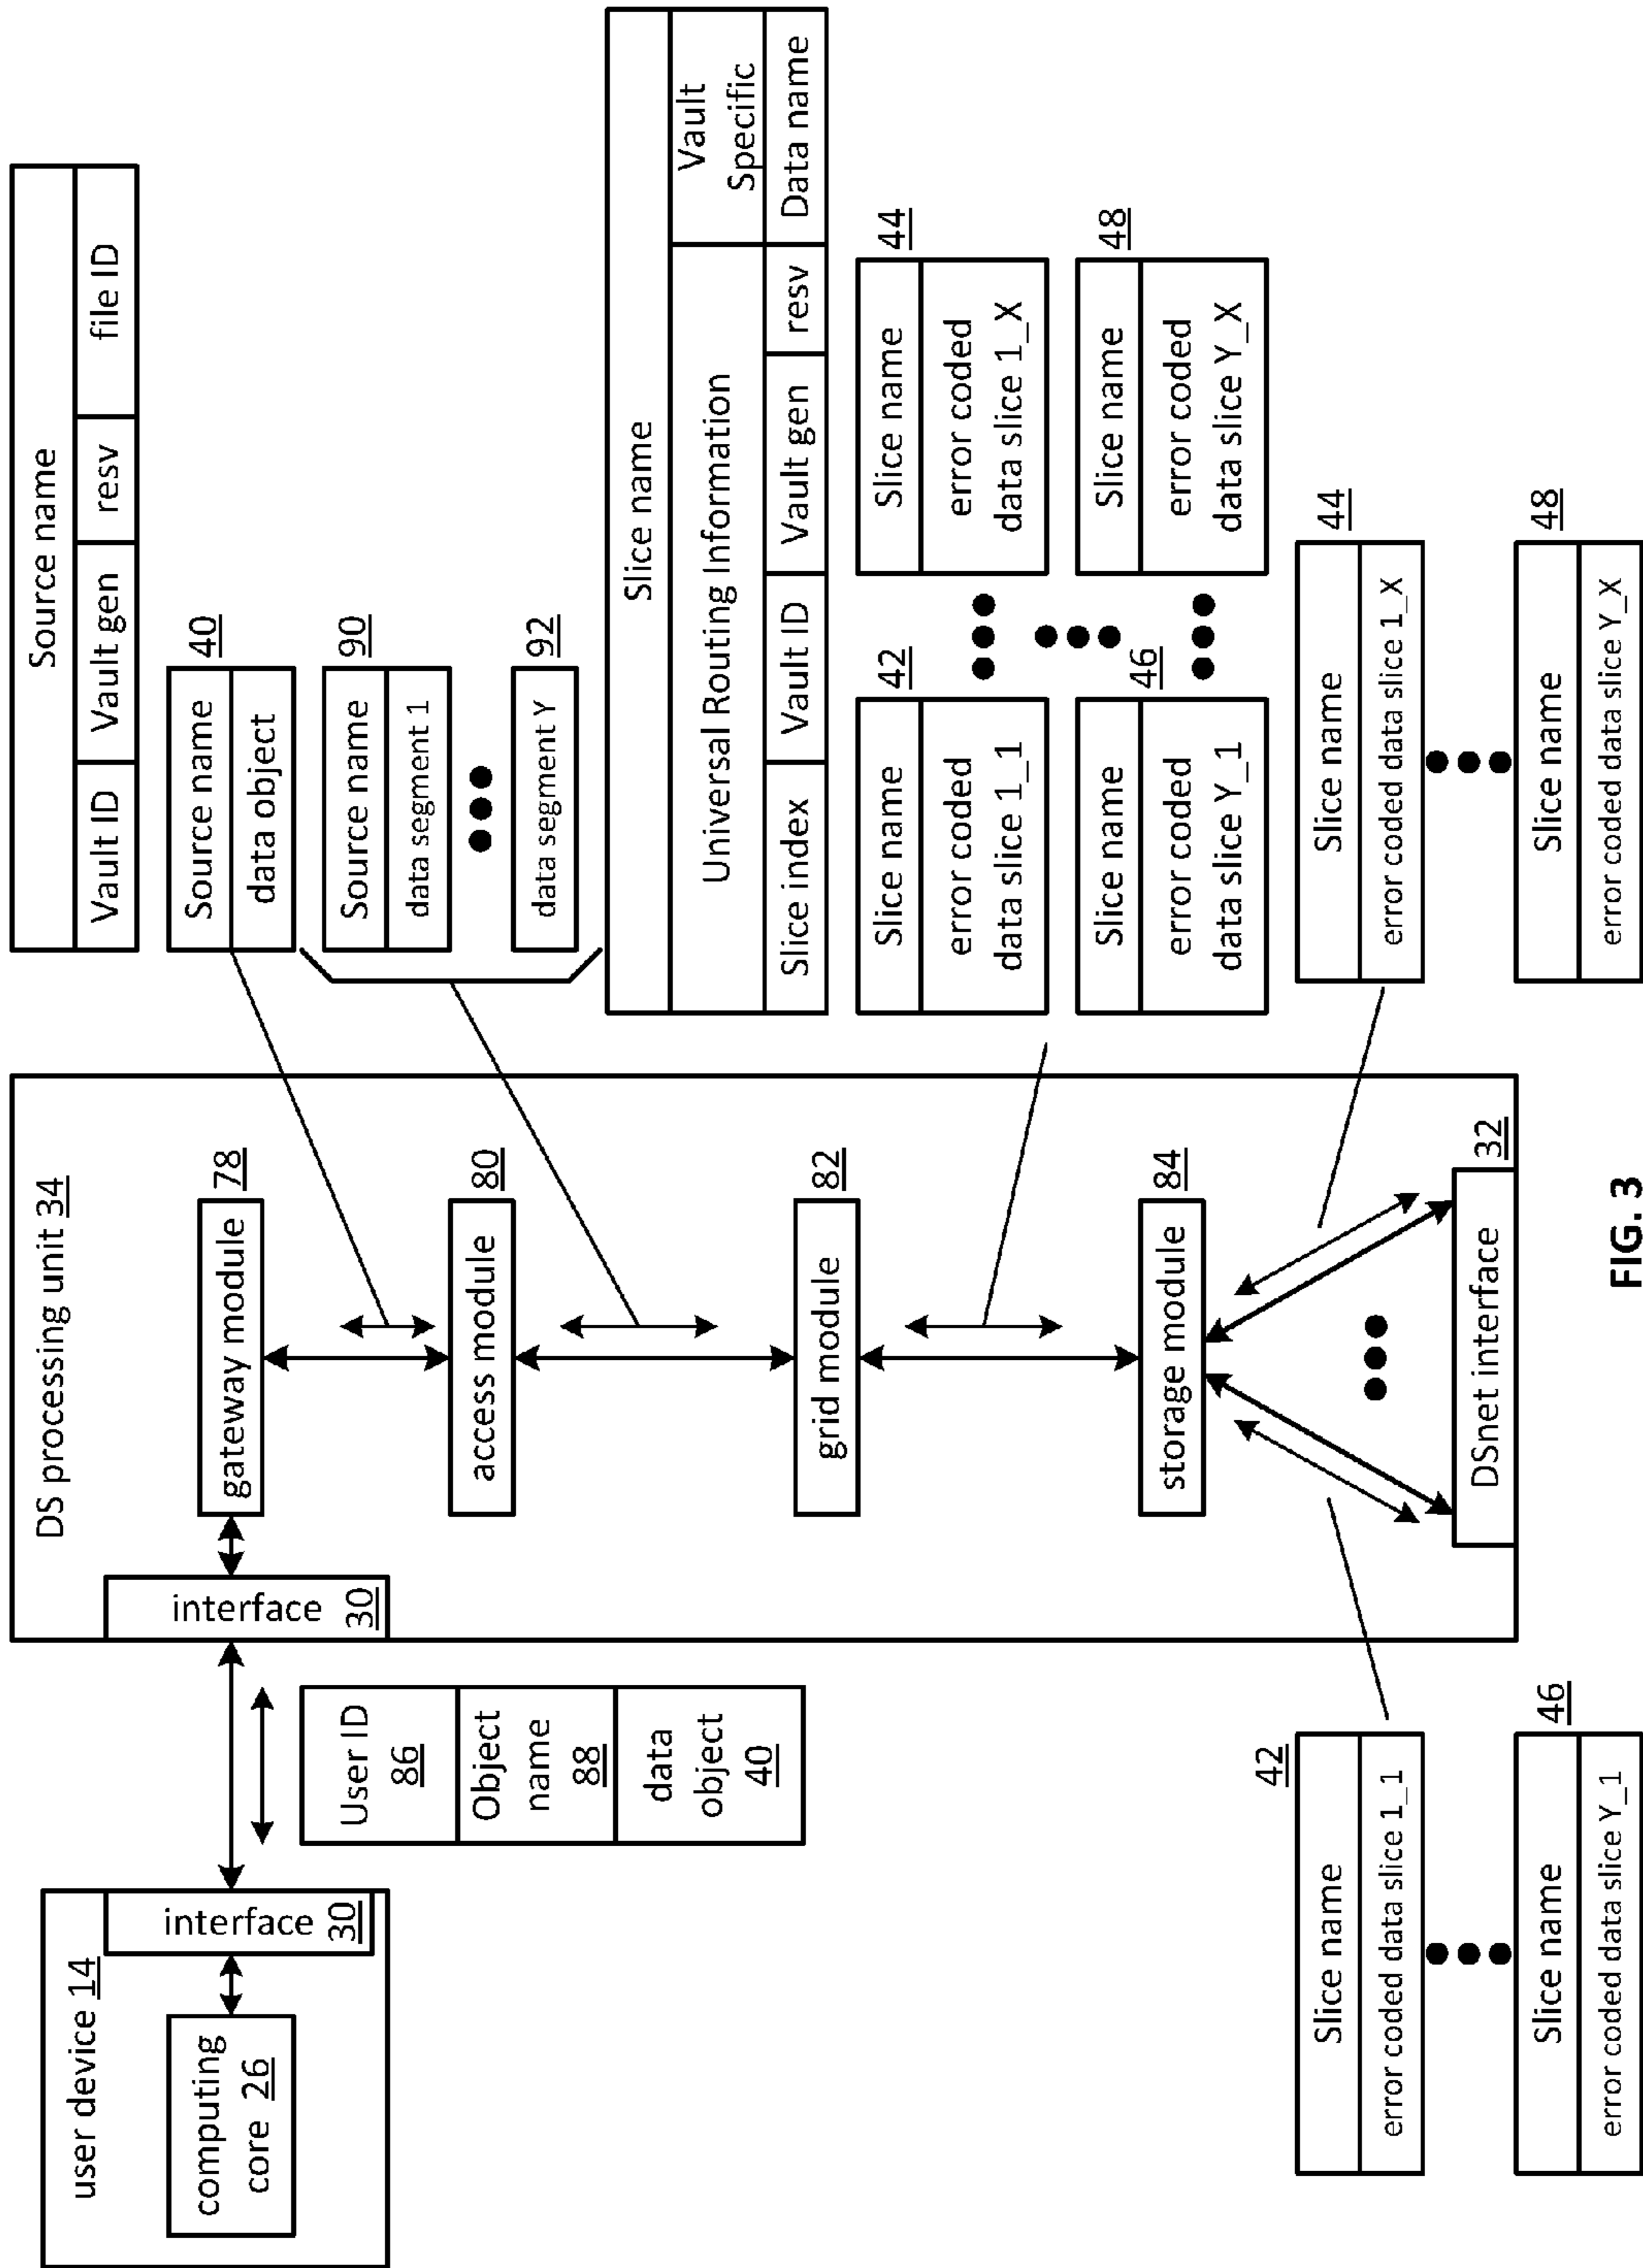 user device 14
computing
core 26
interface
30
User ID
86
Object
name
88
data
object
40
DS processing unit 34
interface
30
gateway module
78
access module
80
grid module
82
storage module
84
DSnet interface
32
Source name
Vault ID
Vault gen
resv
file ID
Source name
data object
40
Source name
data segment 1
90
data segment Y
92
Slice name
Universal Routing Information
Vault
Specific
Slice index
Vault ID
Vault gen
resv
Data name
Slice name
error coded
data slice 1_1
42
Slice name
error coded
data slice 1_X
44
Slice name
error coded
data slice Y_1
46
Slice name
error coded
data slice Y_X
48
Slice name
error coded data slice 1_1
42
Slice name
error coded data slice Y_1
46
Slice name
error coded data slice 1_X
44
Slice name
error coded data slice Y_X
48
FIG. 3